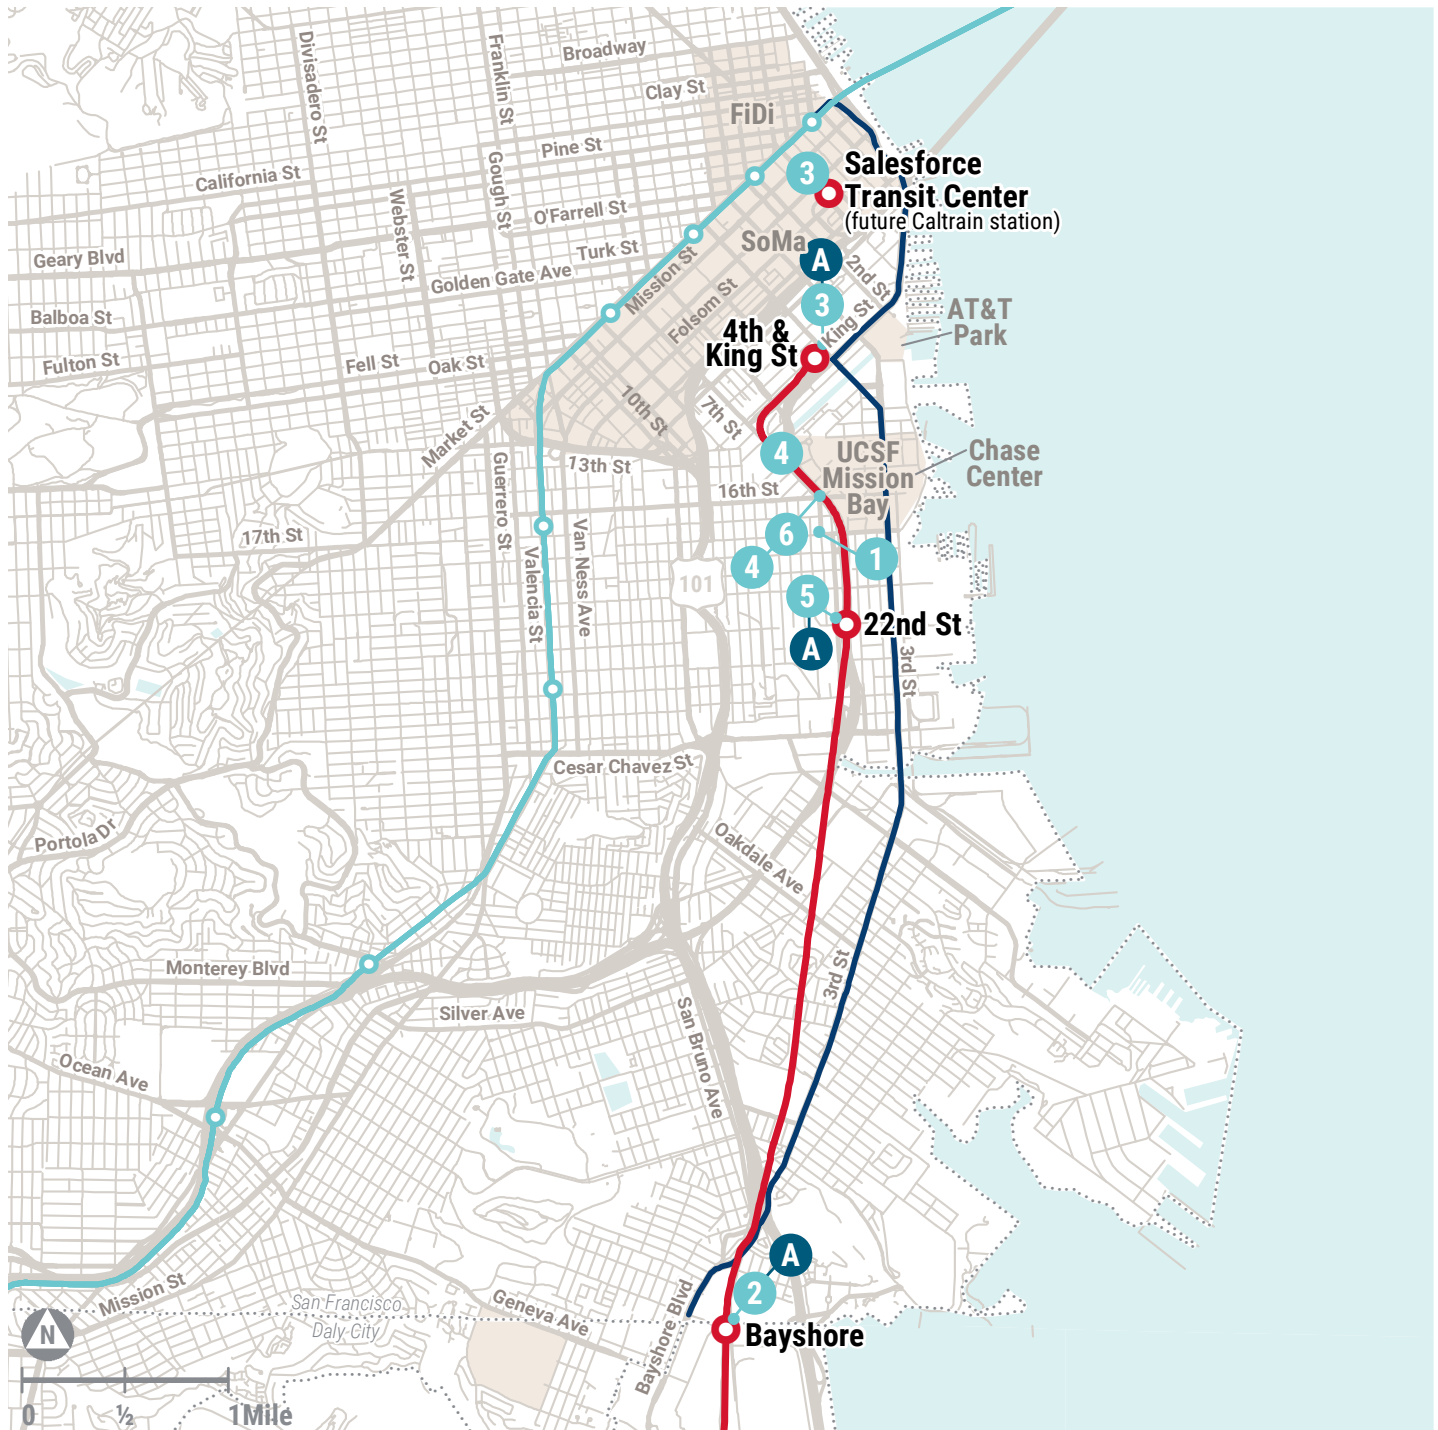 Broadway
Divisadero St
Franklin St
Clay St
FiDi
Pine St
3
Salesforce
Transit Center
(future Caltrain station)
California St
Gough St
Webster St
O'Farrell St
SoMa
A
2nd St
Turk St
Geary Blvd
Golden Gate Ave
Mission St
Folsom St
3
King St
AT&T
Park
Balboa St
4th &
King St
Fulton St
Fell St
Oak St
10th St
7th St
Market St
4
UCSF
Mission
Bay
Chase
Center
13th St
16th St
Guerrero St
17th St
Valencia St
Van Ness Ave
6
1
4
101
5
22nd St
A
3rd St
Cesar Chavez St
Portola Dr
Oakdale Ave
Monterey Blvd
3rd St
Silver Ave
San Bruno Ave
Ocean Ave
A
2
Mission St
San Francisco
Daly City
Geneva Ave
Bayshore Blvd
Bayshore
N
0
½
1Mile